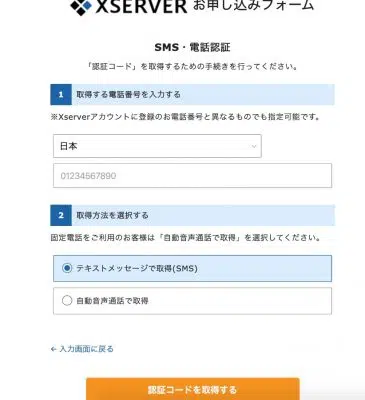 XSERVER お申し込みフォーム
SMS・電話認証
「認証コード」を取得するための手続きを行ってください。
1 取得する電話番号を入力する
※Xserverアカウントに登録のお電話番号と異なるものでも指定可能です。
日本
01234567890
2 取得方法を選択する
固定電話をご利用のお客様は「自動音声通話で取得」を選択してください。
テキストメッセージで取得(SMS)
自動音声通話で取得
← 入力画面に戻る
認証コードを取得する